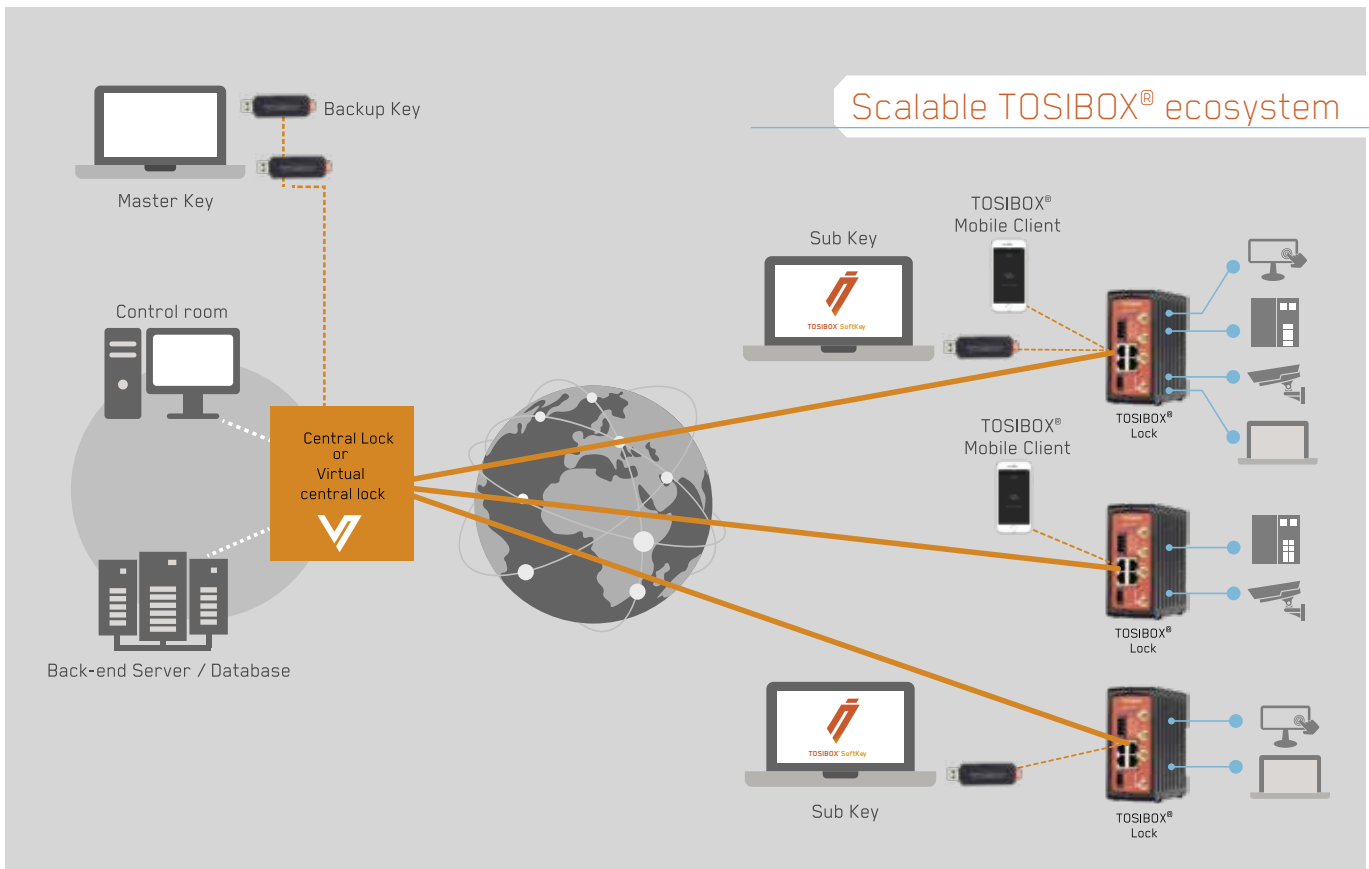 Scalable TOSIBOX® ecosystem
Backup Key
Master Key
Control room
Central Lock
or
Virtual
central lock
Back-end Server / Database
Sub Key
TOSIBOX® SoftKey
TOSIBOX®
Mobile Client
TOSIBOX®
Lock
TOSIBOX®
Mobile Client
TOSIBOX®
Lock
TOSIBOX® SoftKey
Sub Key
TOSIBOX®
Lock